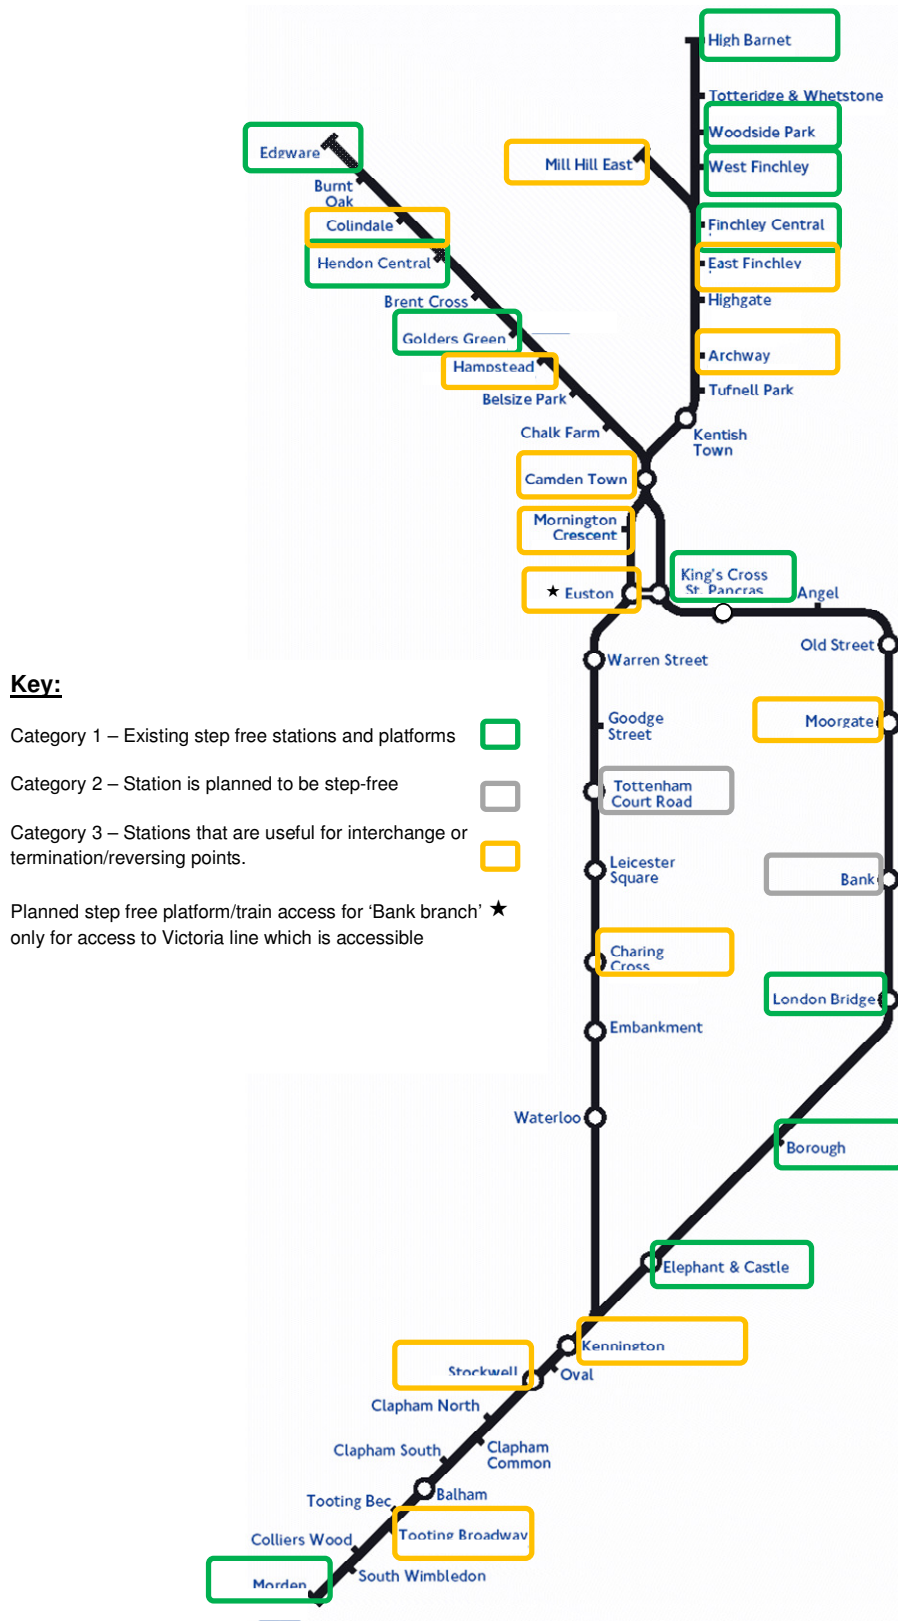 High Barnet
Totteridge & Whetstone
Woodside Park
West Finchley
Mill Hill East
Finchley Central
East Finchley
Highgate
Archway
Tufnell Park
Kentish
Town
Edgware
Burnt
Oak
Colindale
Hendon Central
Brent Cross
Golders Green
Hampstead
Belsize Park
Chalk Farm
Camden Town
Mornington
Crescent
★ Euston
King's Cross
St. Pancras
Angel
Old Street
Warren Street
Moorgate
Goodge
Street
Tottenham
Court Road
Leicester
Square
Bank
Charing
Cross
London Bridge
Embankment
Waterloo
Borough
Elephant & Castle
Kennington
Oval
Stockwell
Clapham North
Clapham
Common
Clapham South
Balham
Tooting Bec
Tooting Broadway
Colliers Wood
South Wimbledon
Morden
Key:
Category 1 – Existing step free stations and platforms
Category 2 – Station is planned to be step-free
Category 3 – Stations that are useful for interchange or
termination/reversing points.
Planned step free platform/train access for ‘Bank branch’ ★
only for access to Victoria line which is accessible